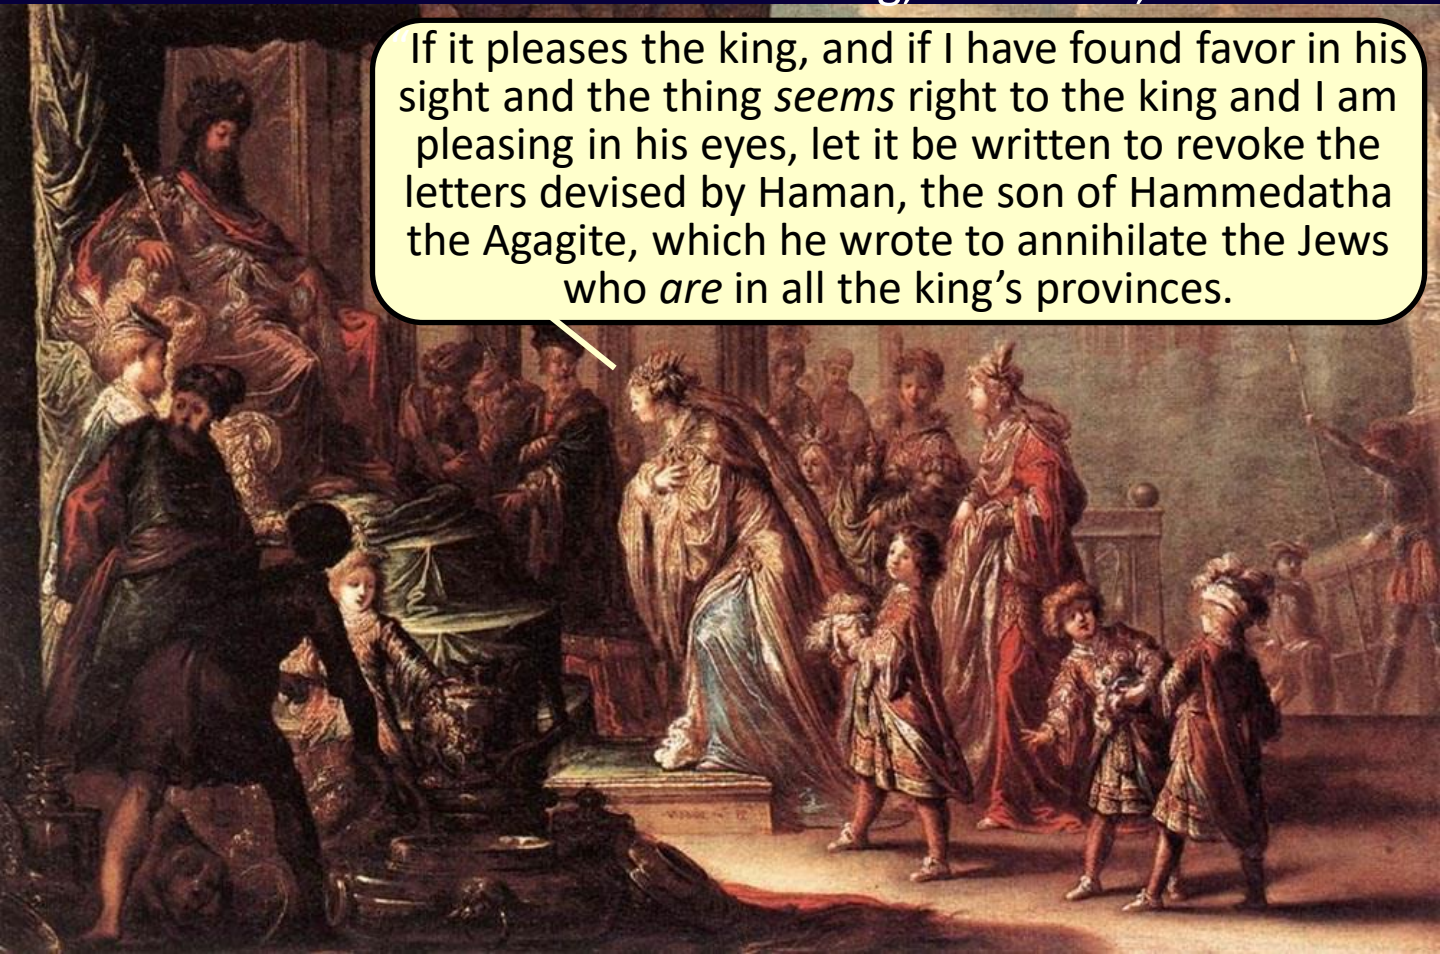 If it pleases the king, and if I have found favor in his
sight and the thing seems right to the king and I am
pleasing in his eyes, let it be written to revoke the
letters devised by Haman, the son of Hammedatha
the Agagite, which he wrote to annihilate the Jews
who are in all the king’s provinces.